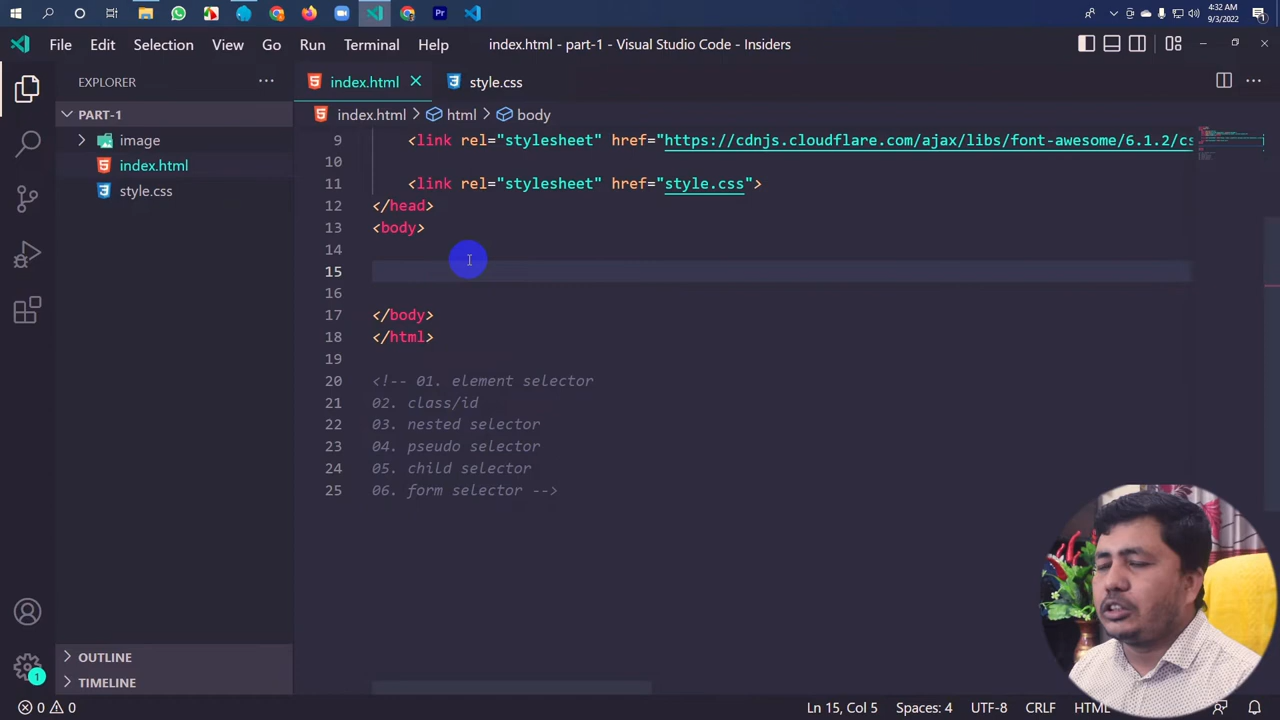 4:32 AM
9/3/2022
File Edit Selection View Go Run Terminal Help
index.html - part-1 - Visual Studio Code - Insiders
EXPLORER
index.html
style.css
PART-1
index.html > html > body
image
index.html
style.css
9 <link rel="stylesheet" href="https://cdnjs.cloudflare.com/ajax/libs/font-awesome/6.1.2/cs
10
11 <link rel="stylesheet" href="style.css">
12 </head>
13 <body>
14
15
16
17 </body>
18 </html>
19
20 <!-- 01. element selector
21 02. class/id
22 03. nested selector
23 04. pseudo selector
24 05. child selector
25 06. form selector -->
OUTLINE
TIMELINE
1
0 0
Ln 15, Col 5 Spaces: 4 UTF-8 CRLF HTML